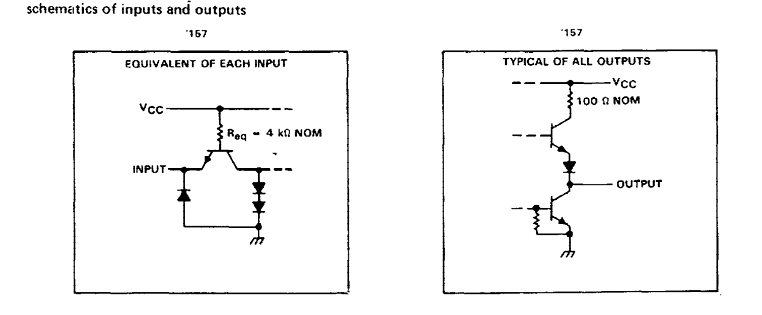 schematics of inputs and outputs
'157
EQUIVALENT OF EACH INPUT
VCC
Req = 4 kΩ NOM
INPUT
'157
TYPICAL OF ALL OUTPUTS
VCC
100 Ω NOM
OUTPUT